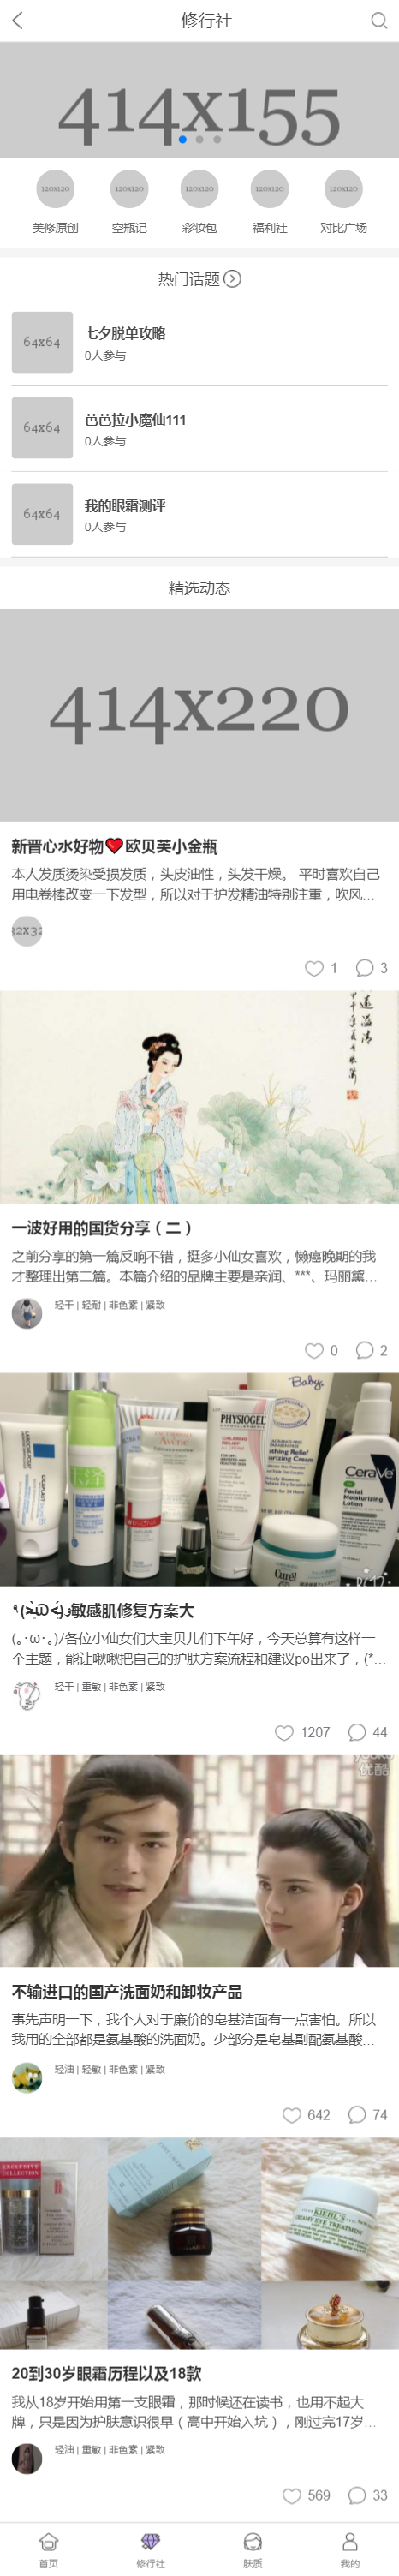 修行社
414x155
120X120
120X120
120X120
120X120
120X120
美修原创
空瓶记
彩妆包
福利社
对比广场
热门话题
64x64
七夕脱单攻略
0人参与
64x64
芭芭拉小魔仙111
0人参与
64x64
我的眼霜测评
0人参与
精选动态
414x220
新晋心水好物❤️欧贝芙小金瓶
本人发质烫染受损发质，头皮油性，头发干燥。 平时喜欢自己
用电卷棒改变一下发型，所以对于护发精油特别注重，吹风…
32x32
1
3
一波好用的国货分享（二）
之前分享的第一篇反响不错，挺多小仙女喜欢，懒癌晚期的我
才整理出第二篇。本篇介绍的品牌主要是亲润、***、玛丽黛…
轻干 | 轻耐 | 非色素 | 紧致
0
2
Avène
PHYSIOGEL
Baby
CeraVe
Facial
Moisturizing
Lotion
Curel
敏感肌修复方案大
(｡･ω･｡)ﾉ各位小仙女们大宝贝儿们下午好，今天总算有这样一
个主题，能让啾啾把自己的护肤方案流程和建议po出来了，(*…
轻干 | 重敏 | 非色素 | 紧致
1207
44
优酷
不输进口的国产洗面奶和卸妆产品
事先声明一下，我个人对于廉价的皂基洁面有一点害怕。所以
我用的全部都是氨基酸的洗面奶。少部分是皂基副配氨基酸…
轻油 | 轻敏 | 非色素 | 紧致
642
74
EXCLUSIVE
COLLECTION
KIEHL'S
20到30岁眼霜历程以及18款
我从18岁开始用第一支眼霜，那时候还在读书，也用不起大
牌，只是因为护肤意识很早（高中开始入坑），刚过完17岁…
轻油 | 重敏 | 非色素 | 紧致
569
33
首页
修行社
肤质
我的